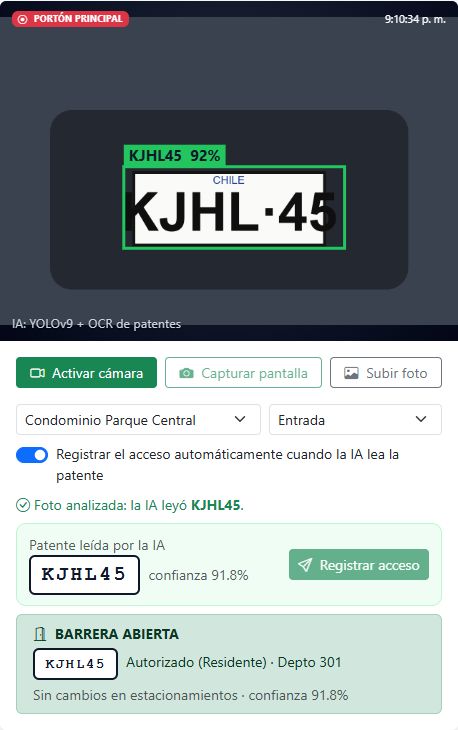 PORTÓN PRINCIPAL
9:10:34 p. m.
KJHL45 92%
CHILE
KJHL·45
IA: YOLOv9 + OCR de patentes
Activar cámara
Capturar pantalla
Subir foto
Condominio Parque Central
Entrada
Registrar el acceso automáticamente cuando la IA lea la
patente
Foto analizada: la IA leyó KJHL45.
Patente leída por la IA
KJHL45
confianza 91.8%
Registrar acceso
BARRERA ABIERTA
KJHL45
Autorizado (Residente) · Depto 301
Sin cambios en estacionamientos · confianza 91.8%